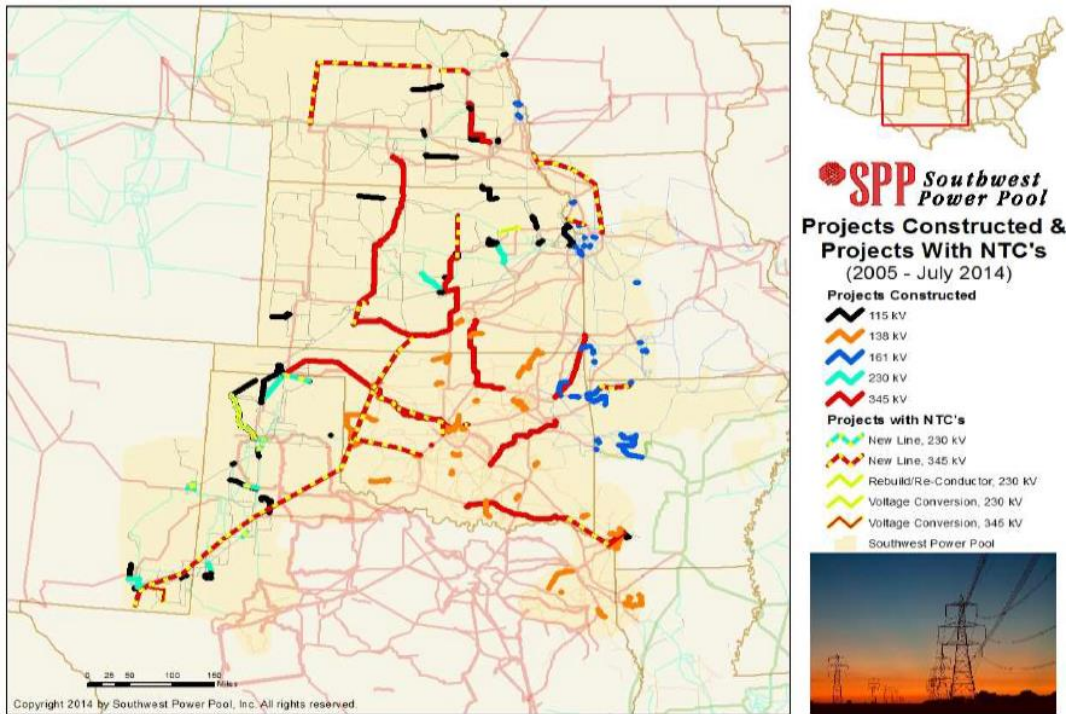 SPP Southwest
Power Pool
Projects Constructed &
Projects With NTC's
(2005 - July 2014)
Projects Constructed
115 kV
138 kV
161 kV
230 kV
345 kV
Projects with NTC's
New Line, 230 kV
New Line, 345 kV
Rebuild/Re-Conductor, 230 kV
Voltage Conversion, 230 kV
Voltage Conversion, 345 kV
Southwest Power Pool
0 25 50 100 150
Miles
Copyright 2014 by Southwest Power Pool, Inc. All rights reserved.